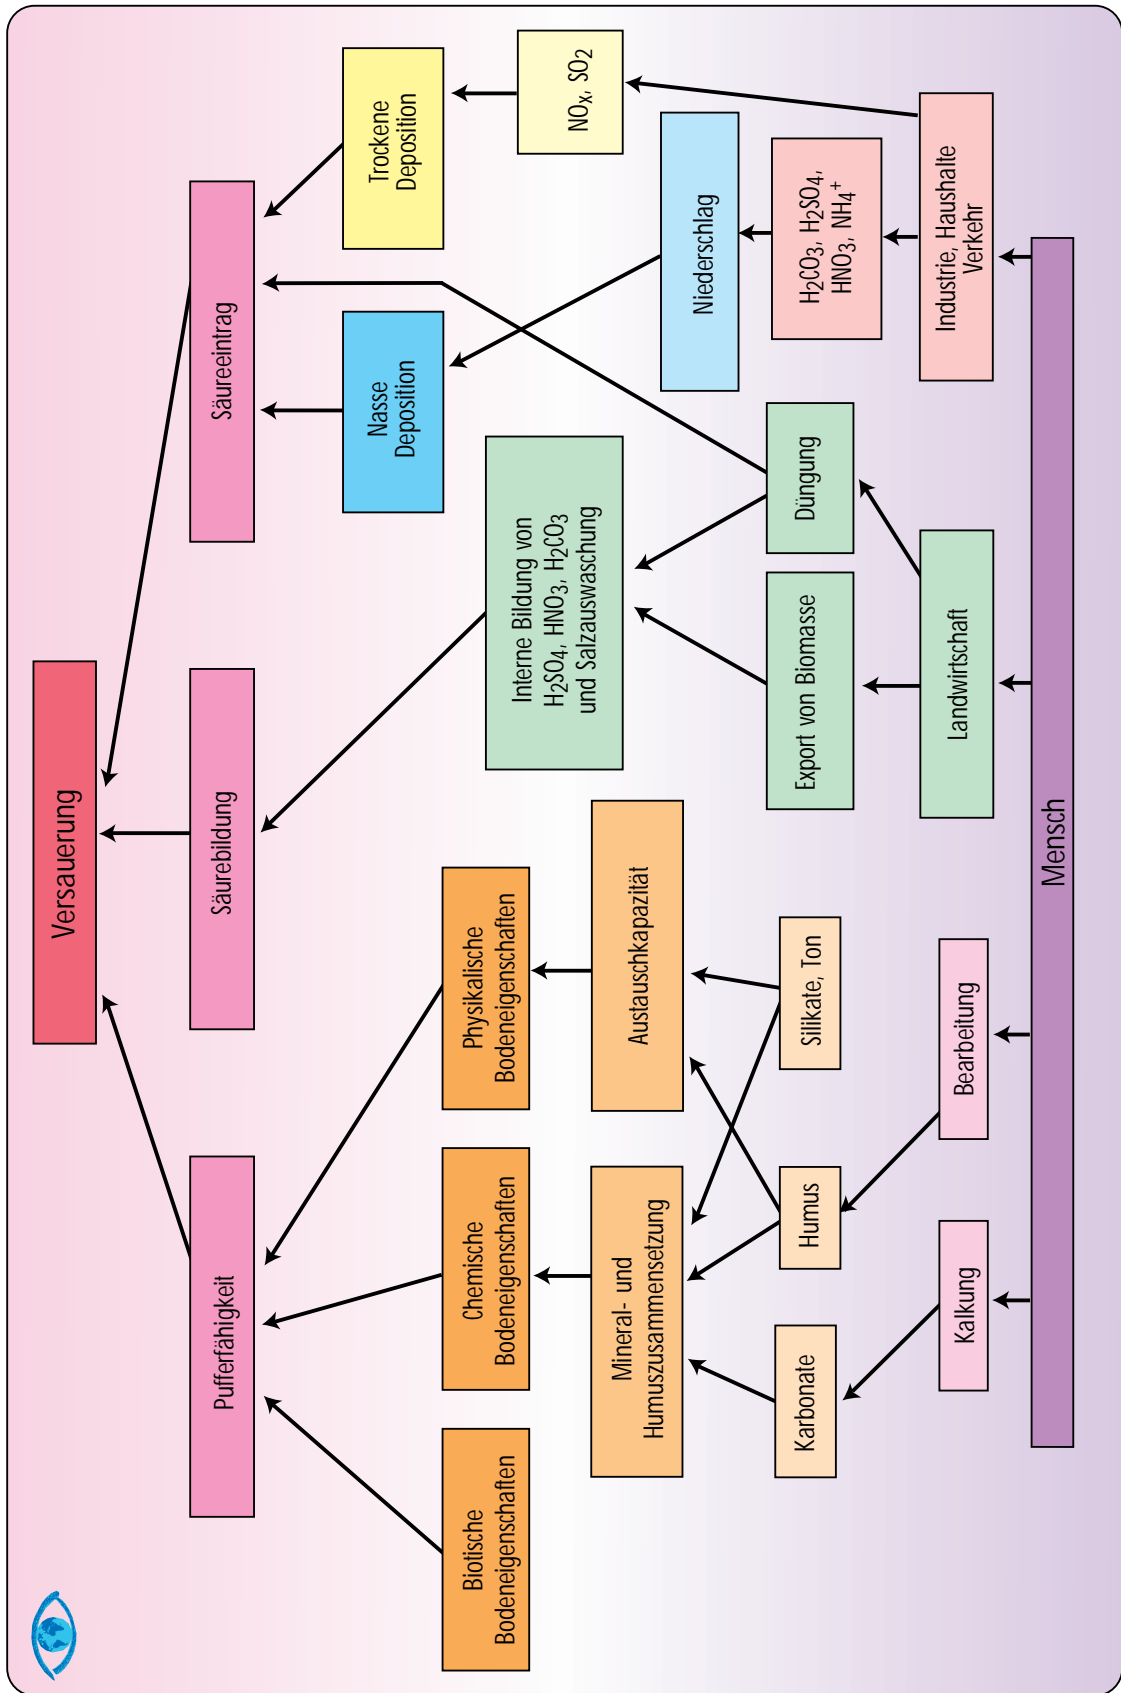 Versauerung
Pufferfähigkeit
Säurebildung
Säureeintrag
Trockene
Deposition
Nasse
Deposition
Biotische
Bodeneigenschaften
Chemische
Bodeneigenschaften
Physikalische
Bodeneigenschaften
Interne Bildung von
H₂SO₄, HNO₃, H₂CO₃
und Salzauswaschung
NOₓ, SO₂
Mineral- und
Humuszusammensetzung
Austauschkapazität
Niederschlag
Karbonate
Humus
Silikate, Ton
Export von Biomasse
Düngung
H₂CO₃, H₂SO₄,
HNO₃, NH₄⁺
Kalkung
Bearbeitung
Landwirtschaft
Industrie, Haushalte
Verkehr
Mensch